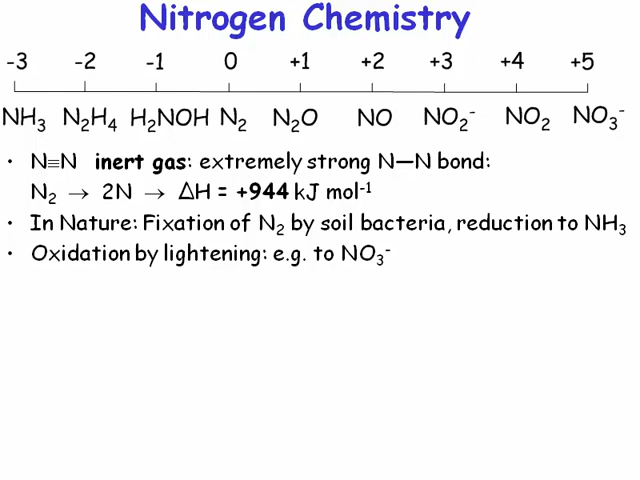 Nitrogen Chemistry
-3 -2 -1 0 +1 +2 +3 +4 +5
NH₃ N₂H₄ H₂NOH N₂ N₂O NO NO₂⁻ NO₂ NO₃⁻
• N≡N inert gas: extremely strong N—N bond:
N₂ → 2N → ΔH = +944 kJ mol⁻¹
• In Nature: Fixation of N₂ by soil bacteria, reduction to NH₃
• Oxidation by lightening: e.g. to NO₃⁻